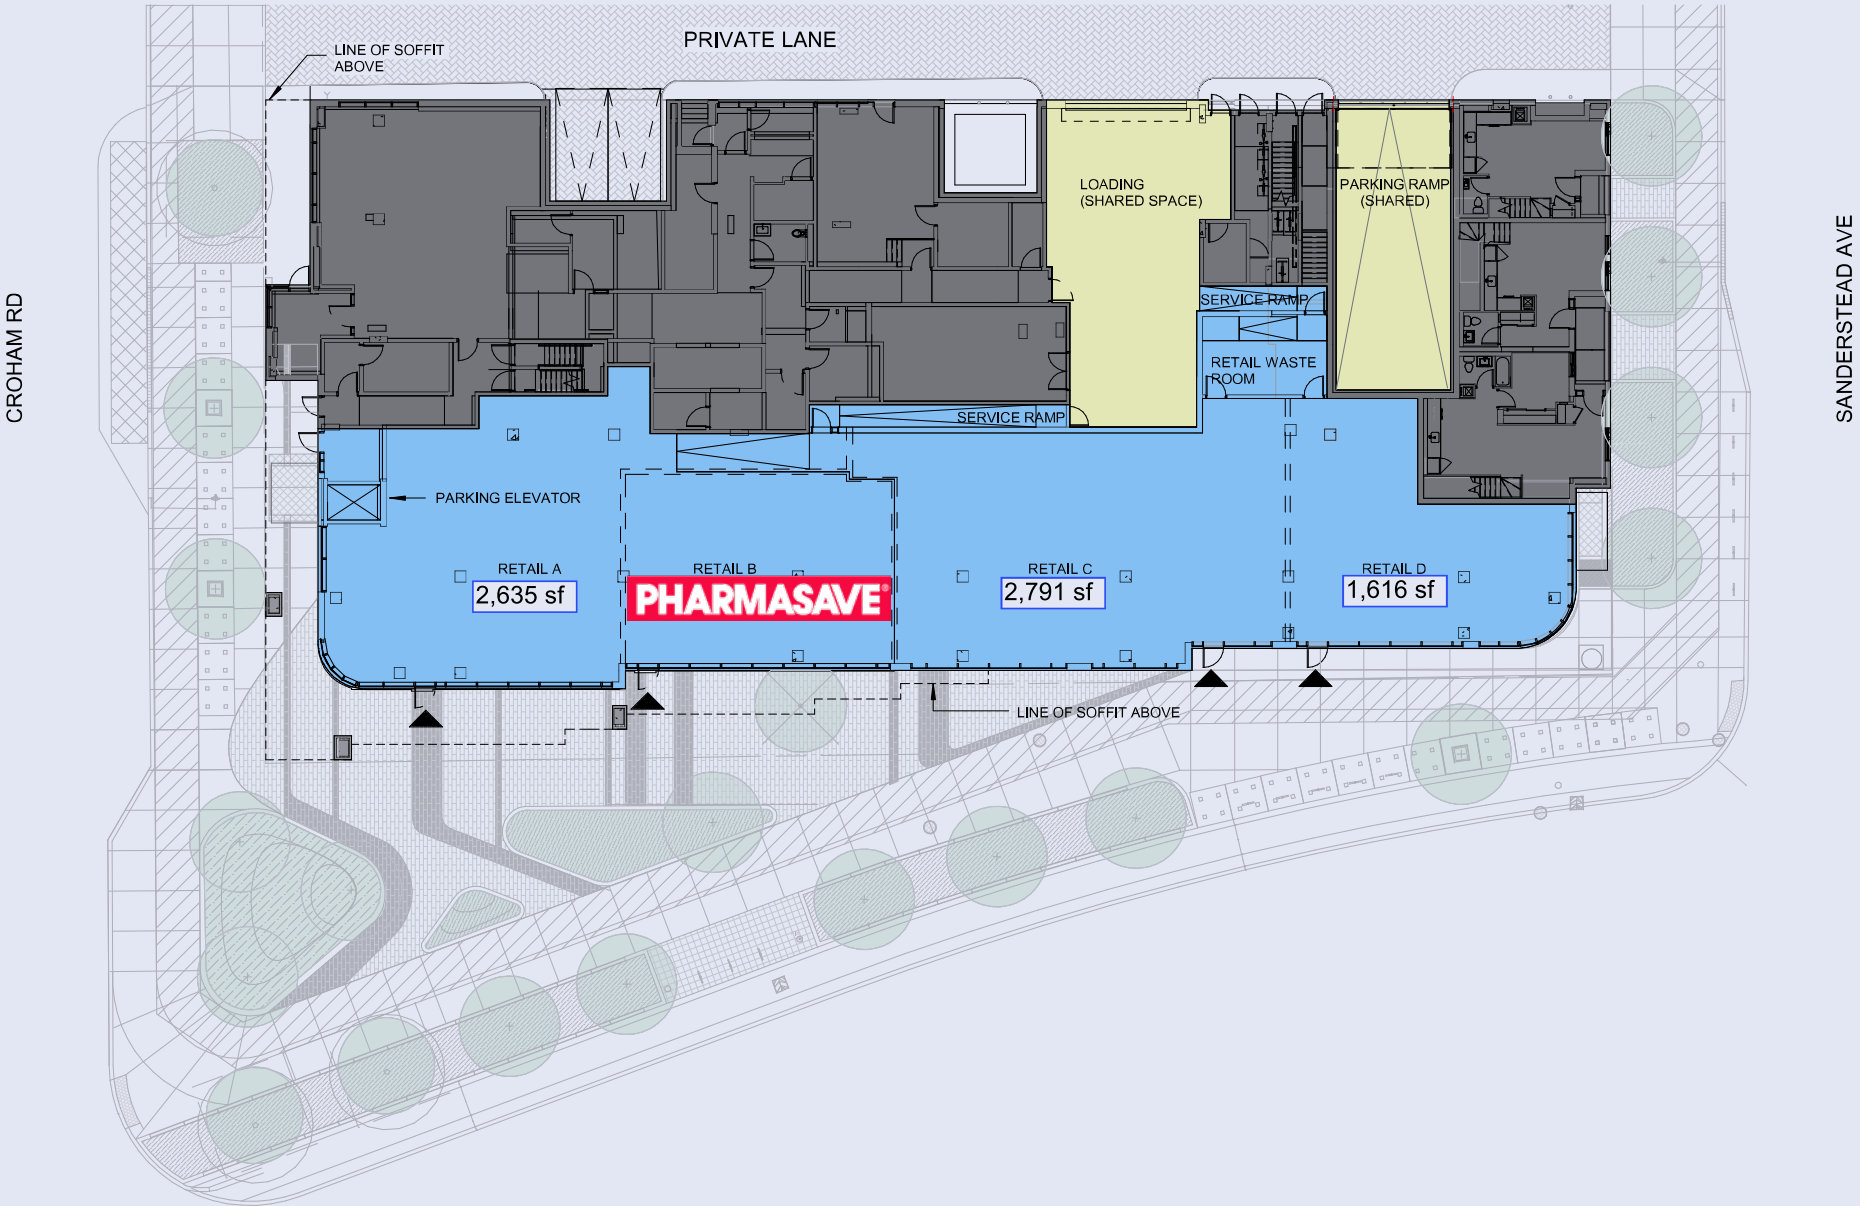 PRIVATE LANE
LINE OF SOFFIT
ABOVE
LOADING
(SHARED SPACE)
PARKING RAMP
(SHARED)
CROHAM RD
SANDERSTEAD AVE
SERVICE RAMP
RETAIL WASTE
ROOM
SERVICE RAMP
PARKING ELEVATOR
RETAIL A
2,635 sf
RETAIL B
PHARMASAVE
RETAIL C
2,791 sf
RETAIL D
1,616 sf
LINE OF SOFFIT ABOVE